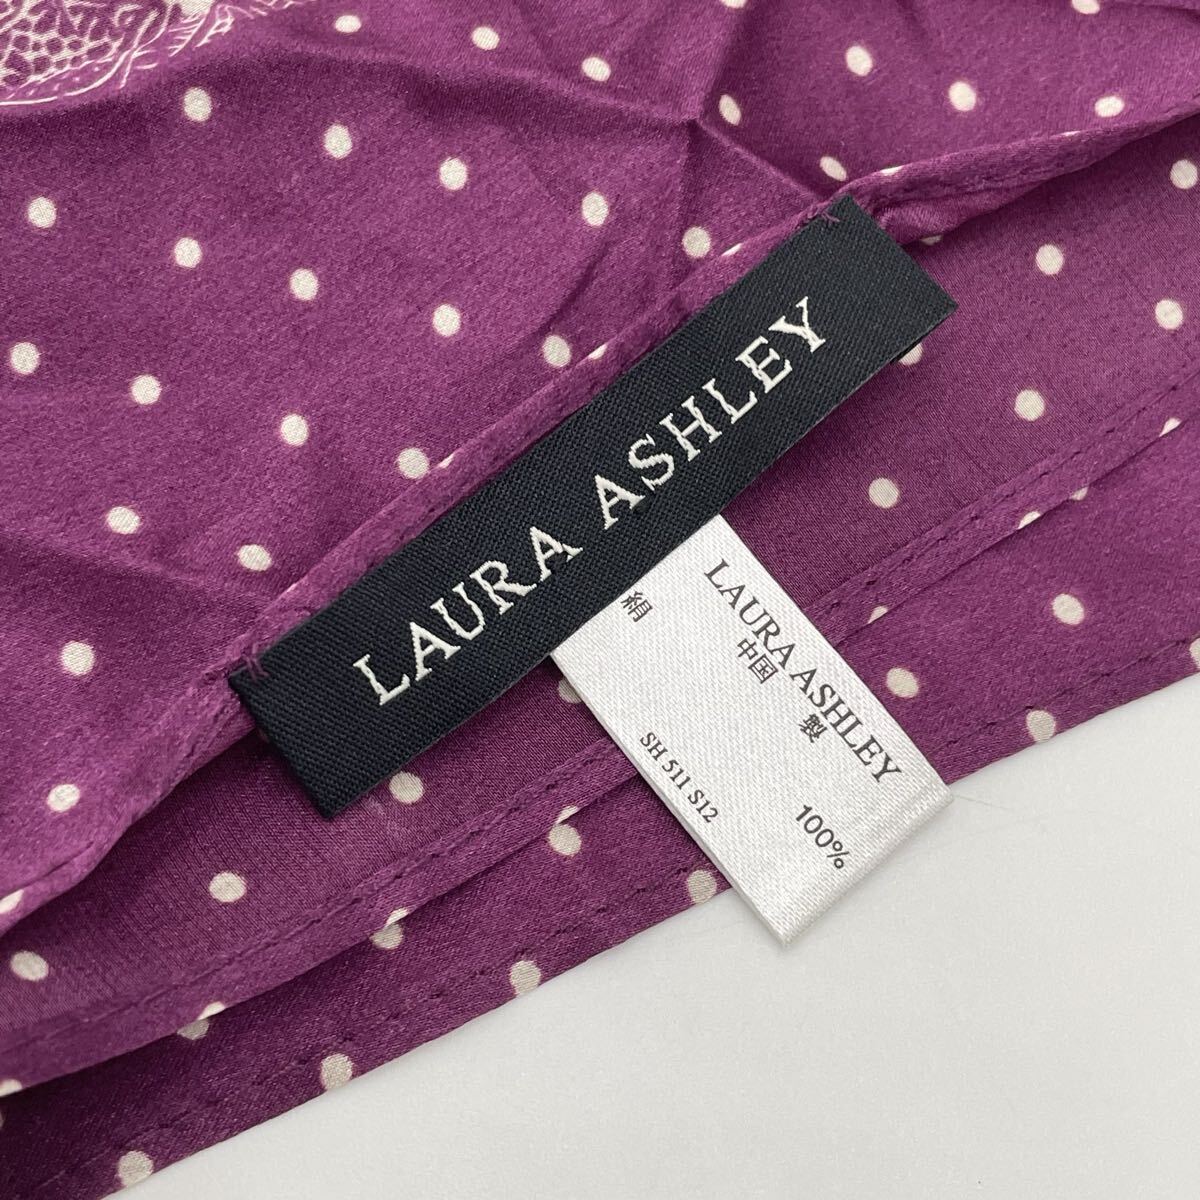 LAURA ASHLEY
LAURA ASHLEY
中国 製
絹 100%
SH 511 S12